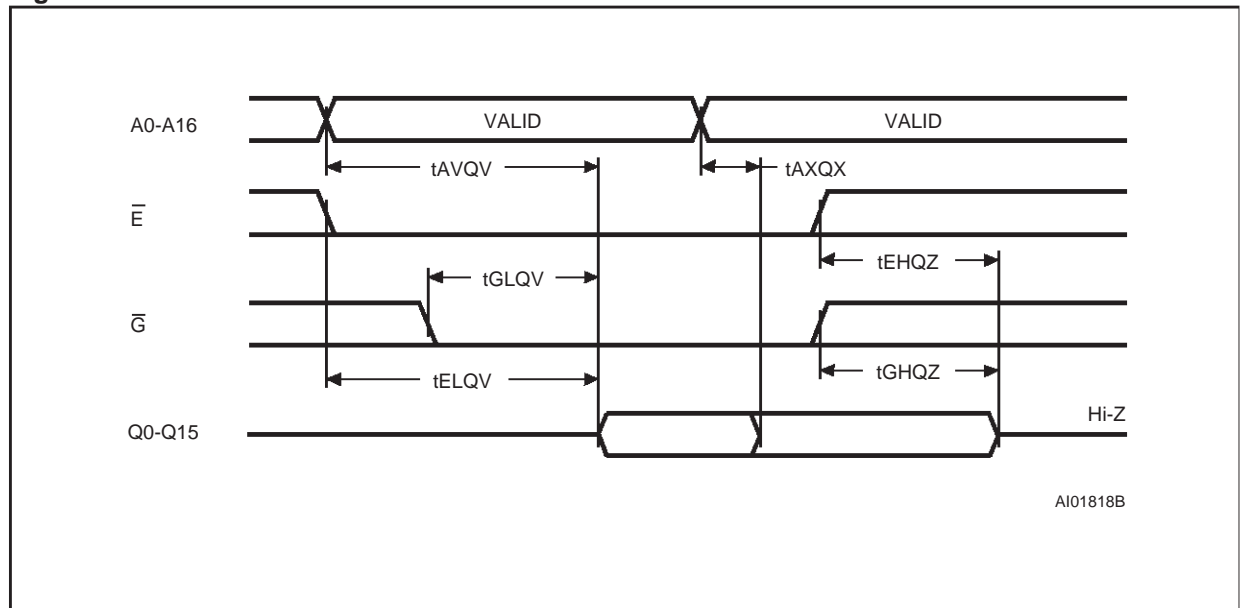 A0-A16
VALID
VALID
tAVQV
tAXQX
E̅
tEHQZ
tGLQV
G̅
tGHQZ
tELQV
Q0-Q15
Hi-Z
AI01818B